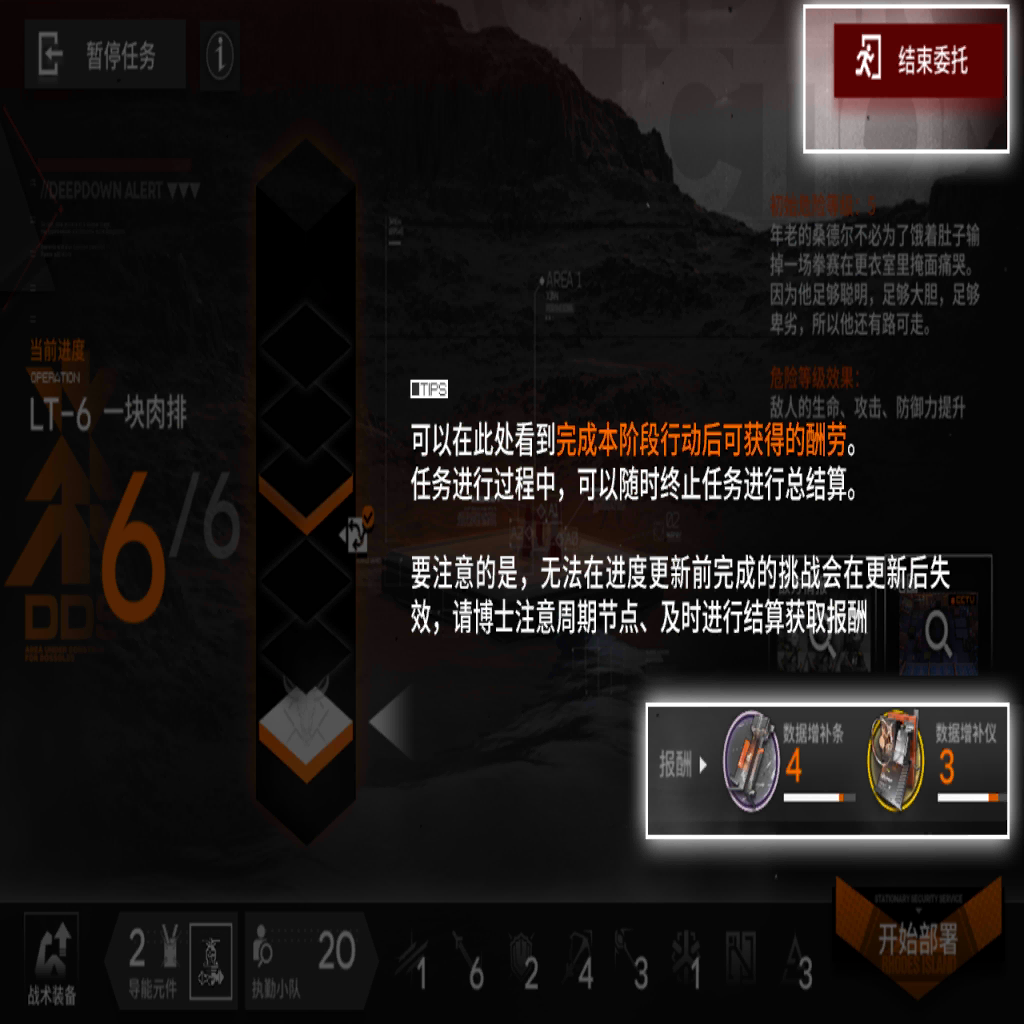 暂停任务
结束委托
//DEEPDOWN ALERT
年老的桑德尔不必为了饿着肚子输
掉一场拳赛在更衣室里掩面痛哭。
因为他足够聪明，足够大胆，足够
卑劣，所以他还有路可走。
AREA 1
当前进度
OPERATION
LT-6 一块肉排
6/6
危险等级效果：
敌人的生命、攻击、防御力提升
TIPS
可以在此处看到完成本阶段行动后可获得的酬劳。
任务进行过程中，可以随时终止任务进行总结算。
要注意的是，无法在进度更新前完成的挑战会在更新后失
效，请博士注意周期节点、及时进行结算获取报酬
CCTV
报酬
数据增补条
4
数据增补仪
3
DD
STATIONARY SECURITY SERVICE
开始部署
RHODES ISLAND
战术装备
2
导能元件
执勤小队
20
1
6
2
4
3
1
3